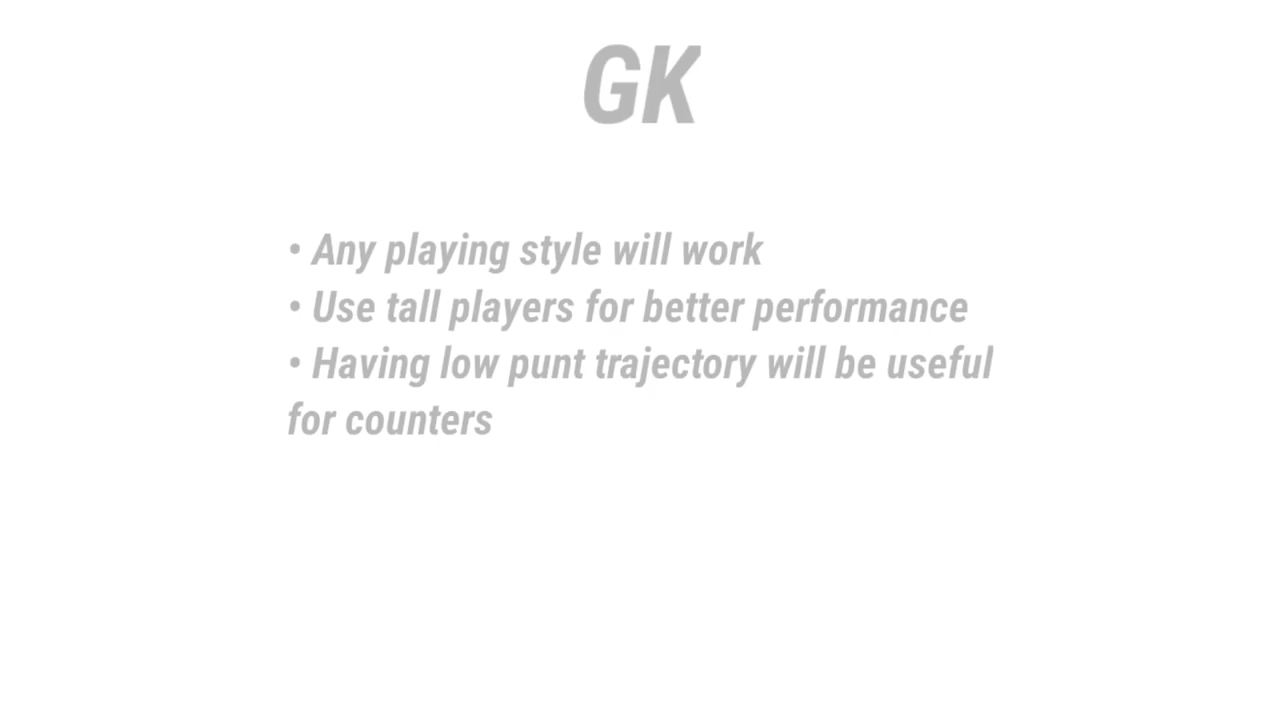 GK
• Any playing style will work
• Use tall players for better performance
• Having low punt trajectory will be useful
for counters